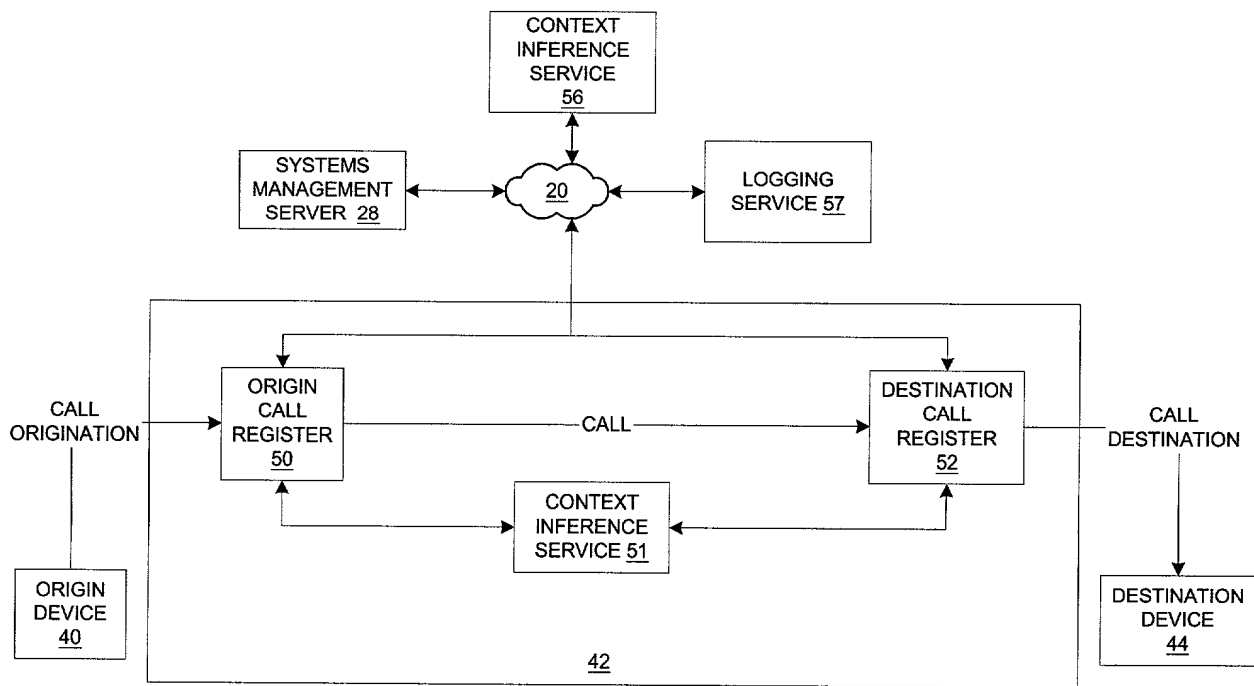 CONTEXT
INFERENCE
SERVICE
56
SYSTEMS
MANAGEMENT
SERVER 28
20
LOGGING
SERVICE 57
CALL
ORIGINATION
ORIGIN
CALL
REGISTER
50
CALL
DESTINATION
CALL
REGISTER
52
CALL
DESTINATION
CONTEXT
INFERENCE
SERVICE 51
ORIGIN
DEVICE
40
DESTINATION
DEVICE
44
42